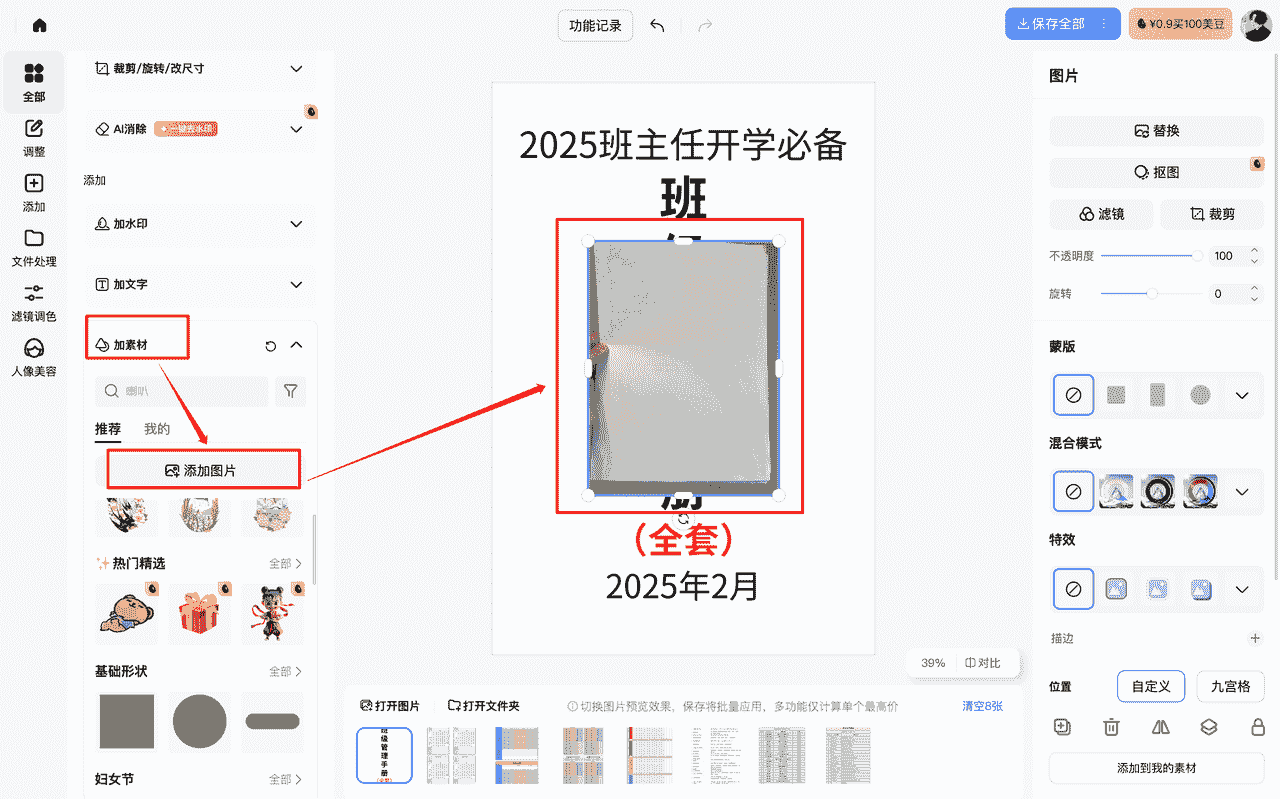 功能记录
保存全部
¥0.9买100美豆
全部
调整
添加
文件处理
滤镜调色
人像美容
裁剪/旋转/改尺寸
AI消除
添加
加水印
加文字
加素材
喇叭
推荐
我的
添加图片
热门精选
全部
基础形状
全部
妇女节
全部
2025班主任开学必备
班
（全套）
2025年2月
39%
对比
打开图片
打开文件夹
切换图片预览效果，保存将批量应用，多功能仅计算单个最高价
清空8张
班
级
管
理
手
册
图片
替换
抠图
滤镜
裁剪
不透明度
100
旋转
0
蒙版
混合模式
特效
描边
位置
自定义
九宫格
添加到我的素材